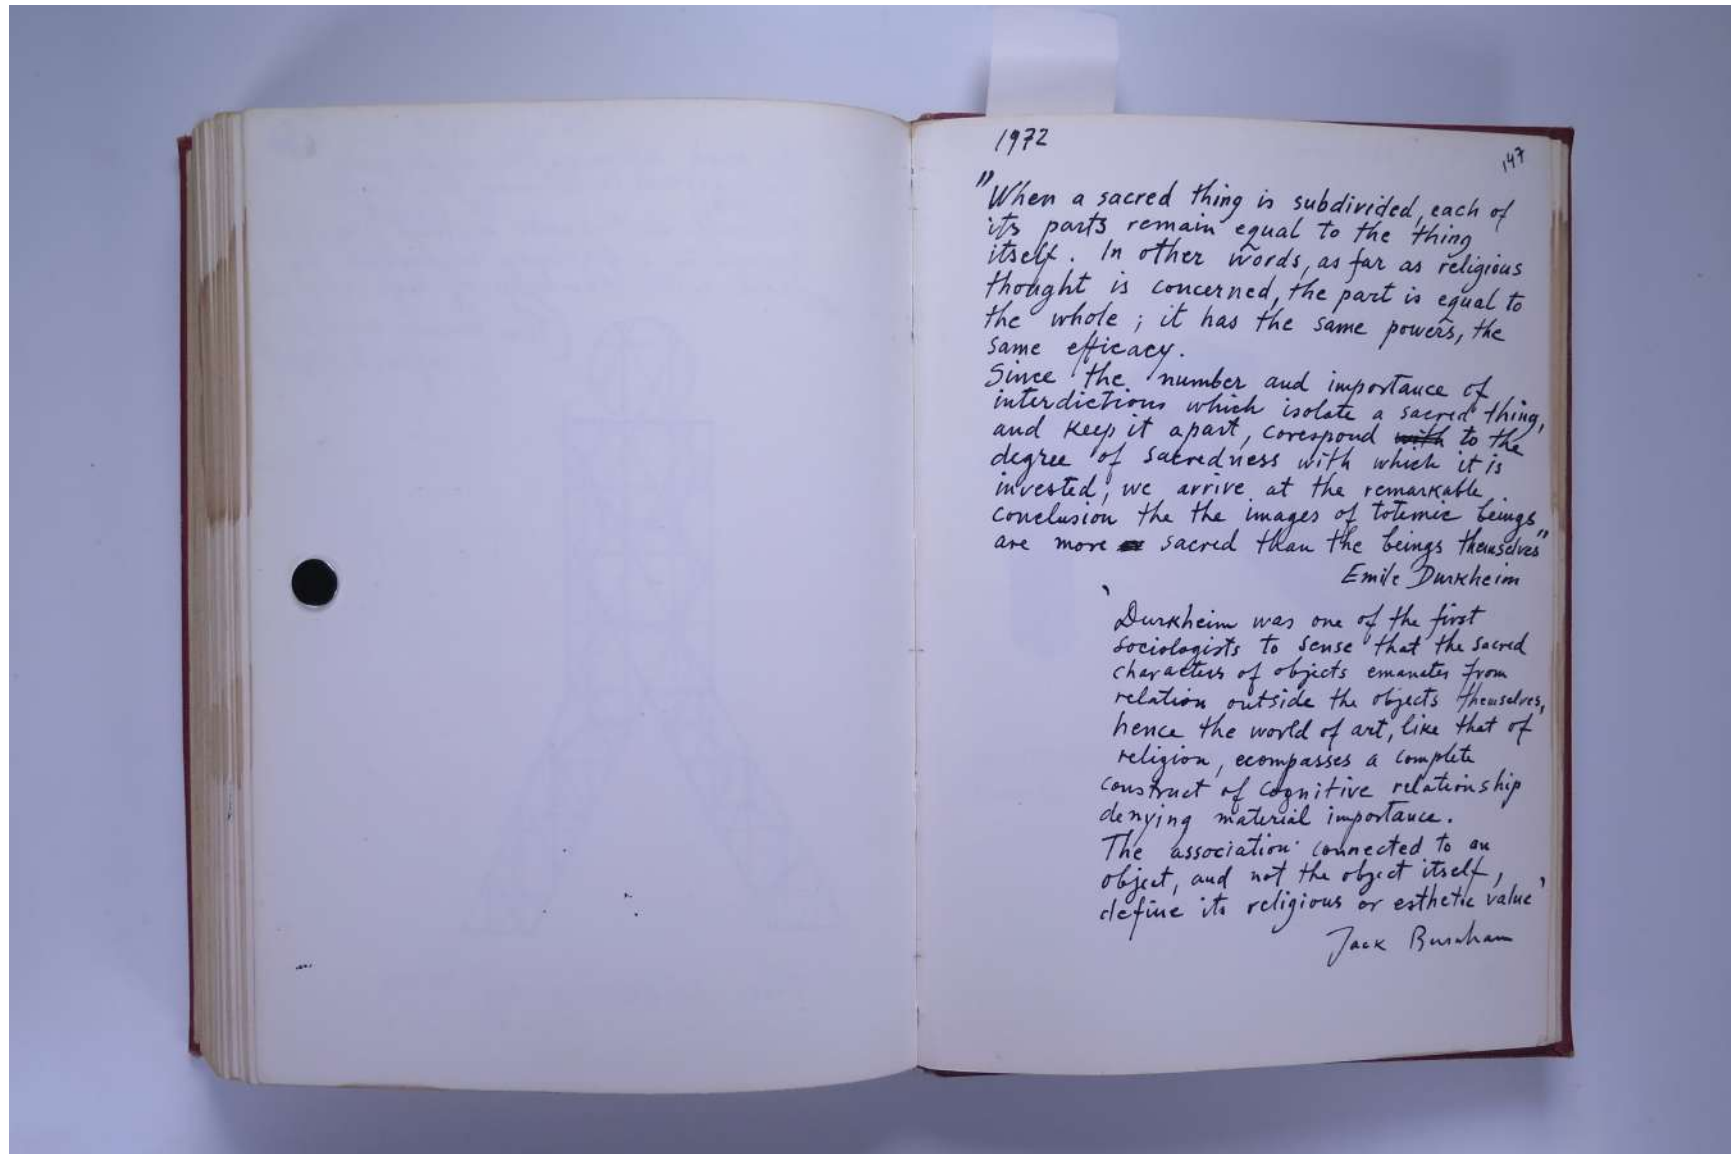 1972
147
"When a sacred thing is subdivided, each of
its parts remain equal to the thing
itself. In other words, as far as religious
thought is concerned, the part is equal to
the whole; it has the same powers, the
same efficacy.
Since the number and importance of
interdictions which isolate a sacred thing,
and keep it apart, corespond with to the
degree of sacredness with which it is
invested, we arrive at the remarkable
conclusion the the images of totemic beings
are more sacred than the beings themselves"
Emile Durkheim
'Durkheim was one of the first
sociologists to sense that the sacred
characters of objects emanates from
relation outside the objects themselves,
hence the world of art, like that of
religion, ecompasses a complete
construct of cognitive relationship
denying material importance.
The association connected to an
object, and not the object itself,
define its religious or esthetic value'
Jack Burnham